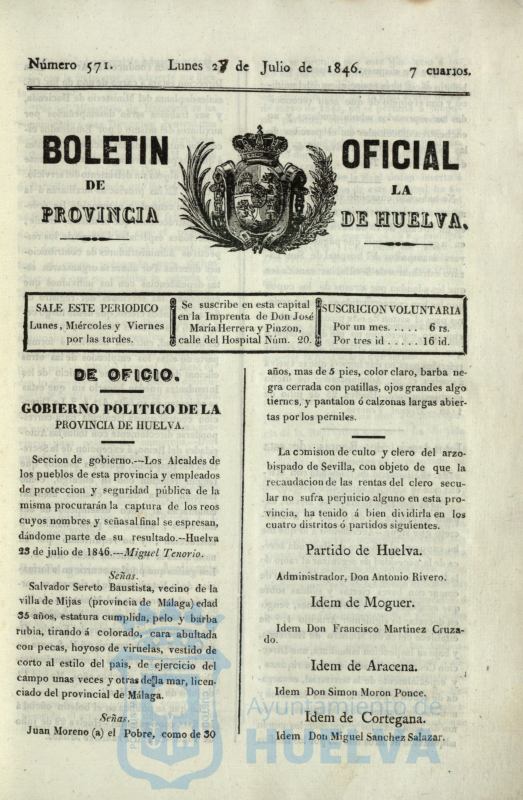 Número 571. Lunes 27 de Julio de 1846. 7 cuartos.
BOLETIN OFICIAL
DE LA
PROVINCIA DE HUELVA.
SALE ESTE PERIODICO
Lunes, Miércoles y Viernes
por las tardes.
Se suscribe en esta capital
en la Imprenta de Don José
María Herrera y Pinzon,
calle del Hospital Núm. 20.
SUSCRICION VOLUNTARIA
Por un mes. . . . . 6 rs.
Por tres id . . . . . 16 id.
DE OFICIO.
GOBIERNO POLITICO DE LA
PROVINCIA DE HUELVA.
Seccion de gobierno.--Los Alcaldes de
los pueblos de esta provincia y empleados
de proteccion y seguridad pública de la
misma procurarán la captura de los reos
cuyos nombres y señas al final se espresan,
dándome parte de su resultado.--Huelva
23 de julio de 1846.--Miguel Tenorio.
Señas.
Salvador Sereto Baustista, vecino de la
villa de Mijas (provincia de Málaga) edad
35 años, estatura cumplida, pelo y barba
rubia, tirando á colorado, cara abultada
con pecas, hoyoso de viruelas, vestido de
corto al estilo del pais, de ejercicio del
campo unas veces y otras de la mar, licen-
ciado del provincial de Málaga.
Señas.
Juan Moreno (a) el Pobre, como de 30
años, mas de 5 pies, color claro, barba ne-
gra cerrada con patillas, ojos grandes algo
tiernos, y pantalon ó calzonas largas abier-
tas por los perniles.
La comision de culto y clero del arzo-
bispado de Sevilla, con objeto de que la
recaudacion de las rentas del clero secu-
lar no sufra perjuicio alguno en esta pro-
vincia, ha tenido á bien dividirla en los
cuatro distritos ó partidos siguientes.
Partido de Huelva.
Administrador, Don Antonio Rivero.
Idem de Moguer.
Idem Don Francisco Martinez Cruza-
do.
Idem de Aracena.
Idem Don Simon Moron Ponce.
Idem de Cortegana.
Idem Don Miguel Sanchez Salazar.
Ayuntamiento de
HUELVA